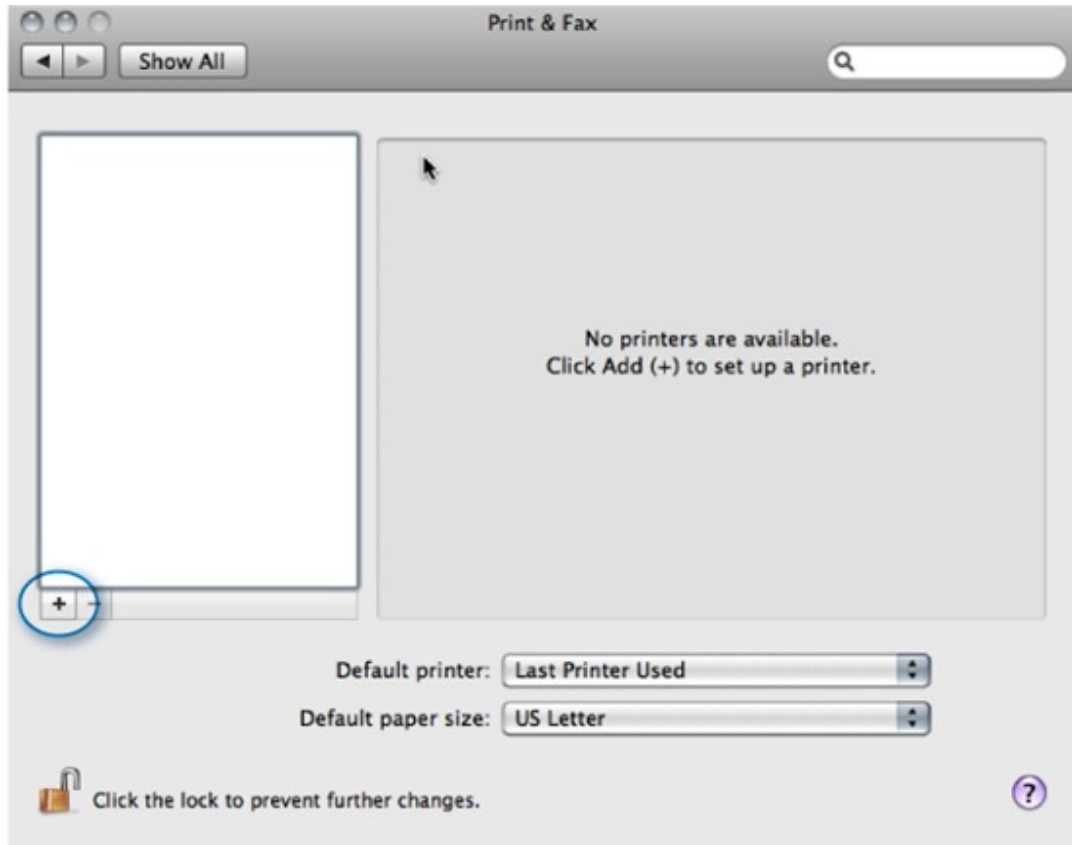 Print & Fax
Show All
No printers are available.
Click Add (+) to set up a printer.
+ −
Default printer: Last Printer Used
Default paper size: US Letter
Click the lock to prevent further changes.
?